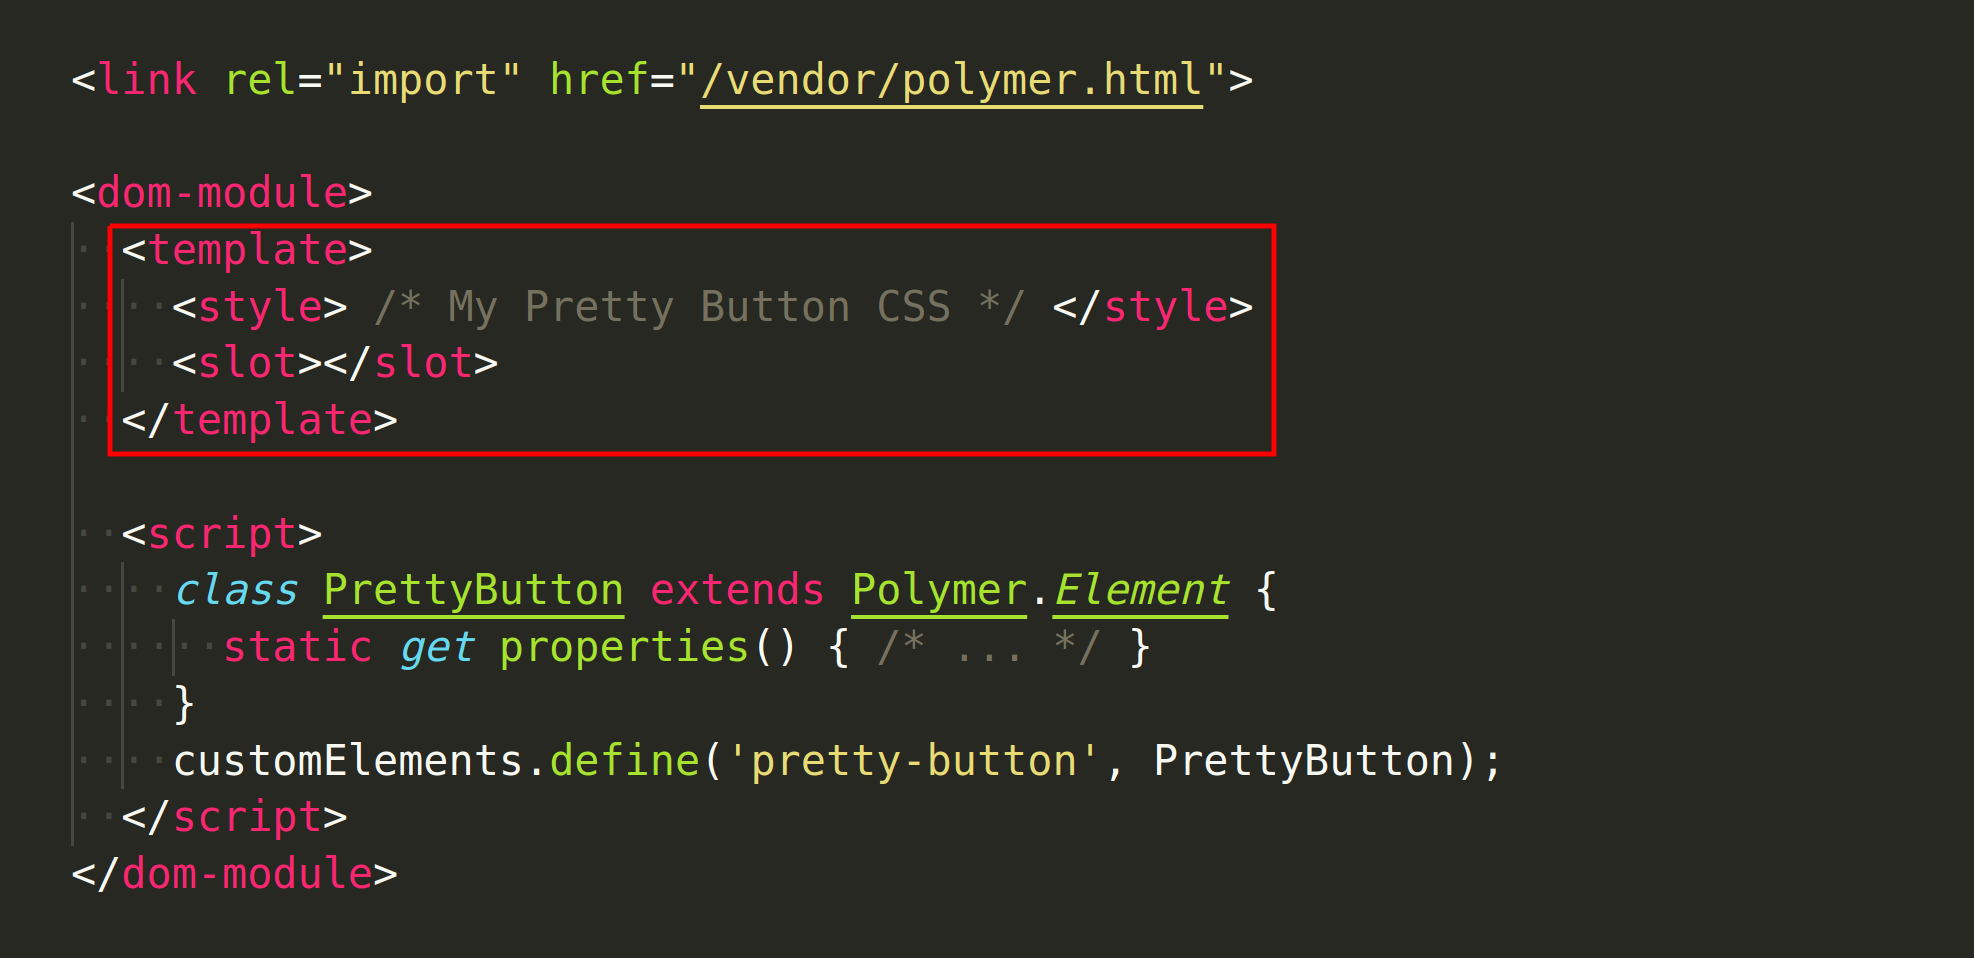 <link rel="import" href="/vendor/polymer.html">
<dom-module>
<template>
<style> /* My Pretty Button CSS */ </style>
<slot></slot>
</template>
<script>
class PrettyButton extends Polymer.Element {
static get properties() { /* ... */ }
}
customElements.define('pretty-button', PrettyButton);
</script>
</dom-module>